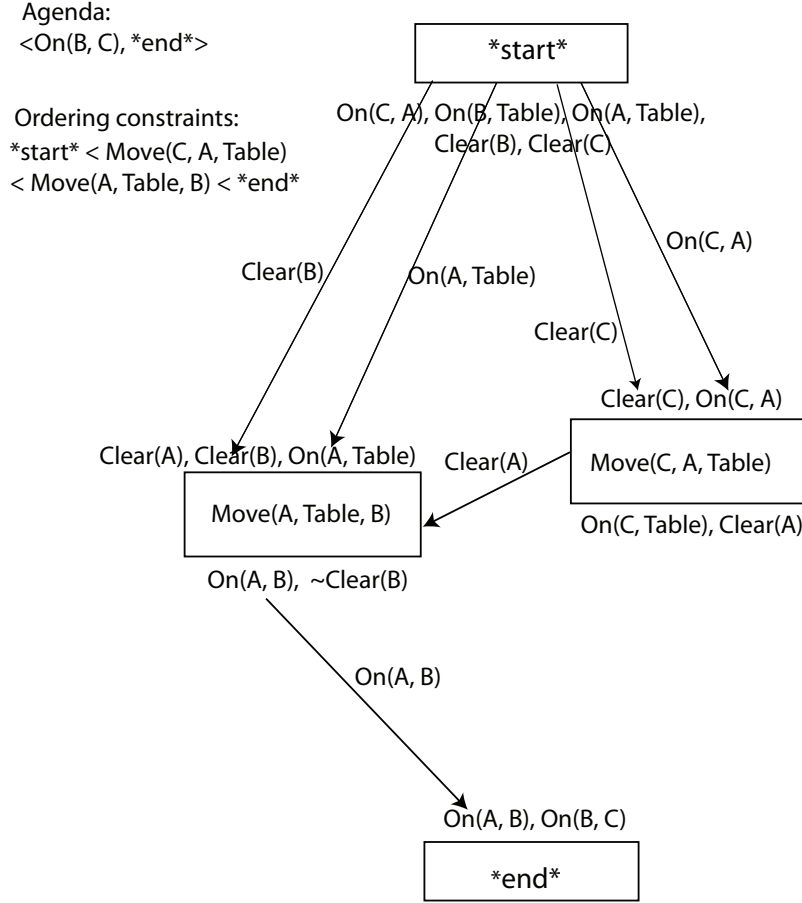 Agenda:
<On(B, C), *end*>
*start*
Ordering constraints:
*start* < Move(C, A, Table)
< Move(A, Table, B) < *end*
On(C, A), On(B, Table), On(A, Table),
Clear(B), Clear(C)
Clear(B)
On(A, Table)
On(C, A)
Clear(C)
Clear(C), On(C, A)
Move(C, A, Table)
On(C, Table), Clear(A)
Clear(A)
Clear(A), Clear(B), On(A, Table)
Move(A, Table, B)
On(A, B), ~Clear(B)
On(A, B)
On(A, B), On(B, C)
*end*